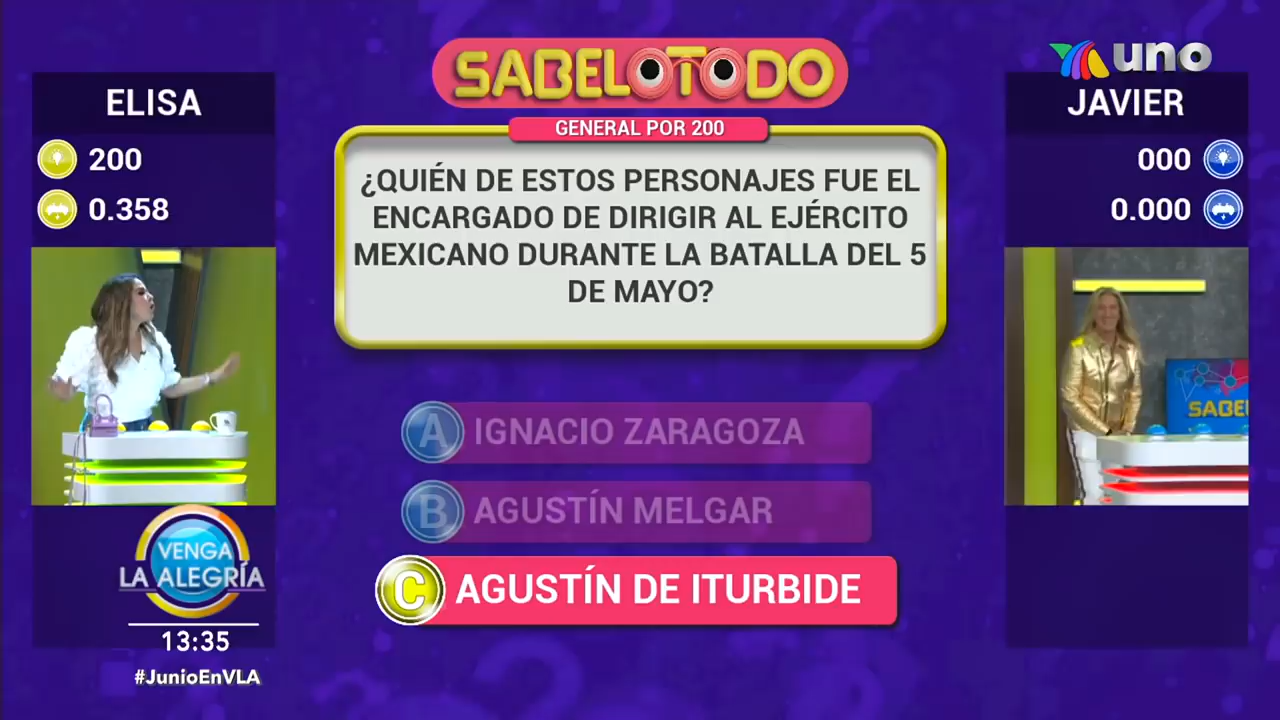 SABELOTODO
uno
GENERAL POR 200
ELISA
200
0.358
JAVIER
000
0.000
¿QUIÉN DE ESTOS PERSONAJES FUE EL
ENCARGADO DE DIRIGIR AL EJÉRCITO
MEXICANO DURANTE LA BATALLA DEL 5
DE MAYO?
A IGNACIO ZARAGOZA
B AGUSTÍN MELGAR
C AGUSTÍN DE ITURBIDE
SABEL
VENGA
LA ALEGRÍA
13:35
#JunioEnVLA